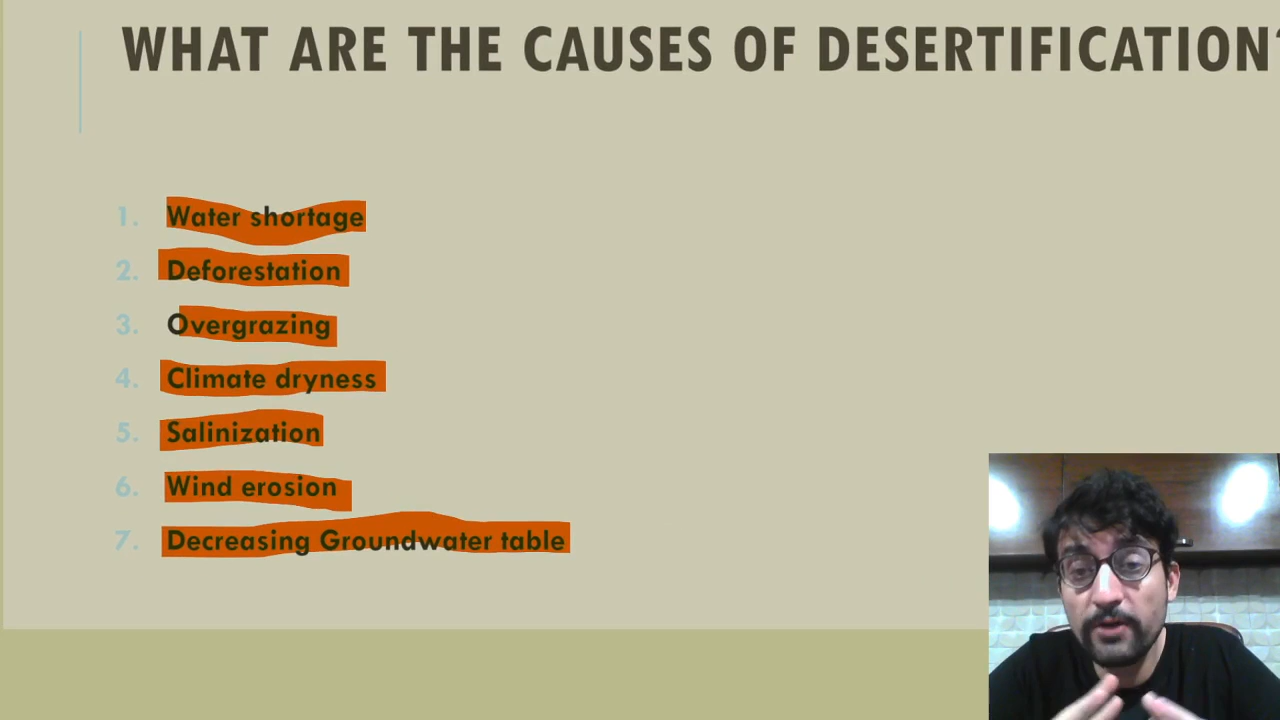 WHAT ARE THE CAUSES OF DESERTIFICATION?
1. Water shortage
2. Deforestation
3. Overgrazing
4. Climate dryness
5. Salinization
6. Wind erosion
7. Decreasing Groundwater table